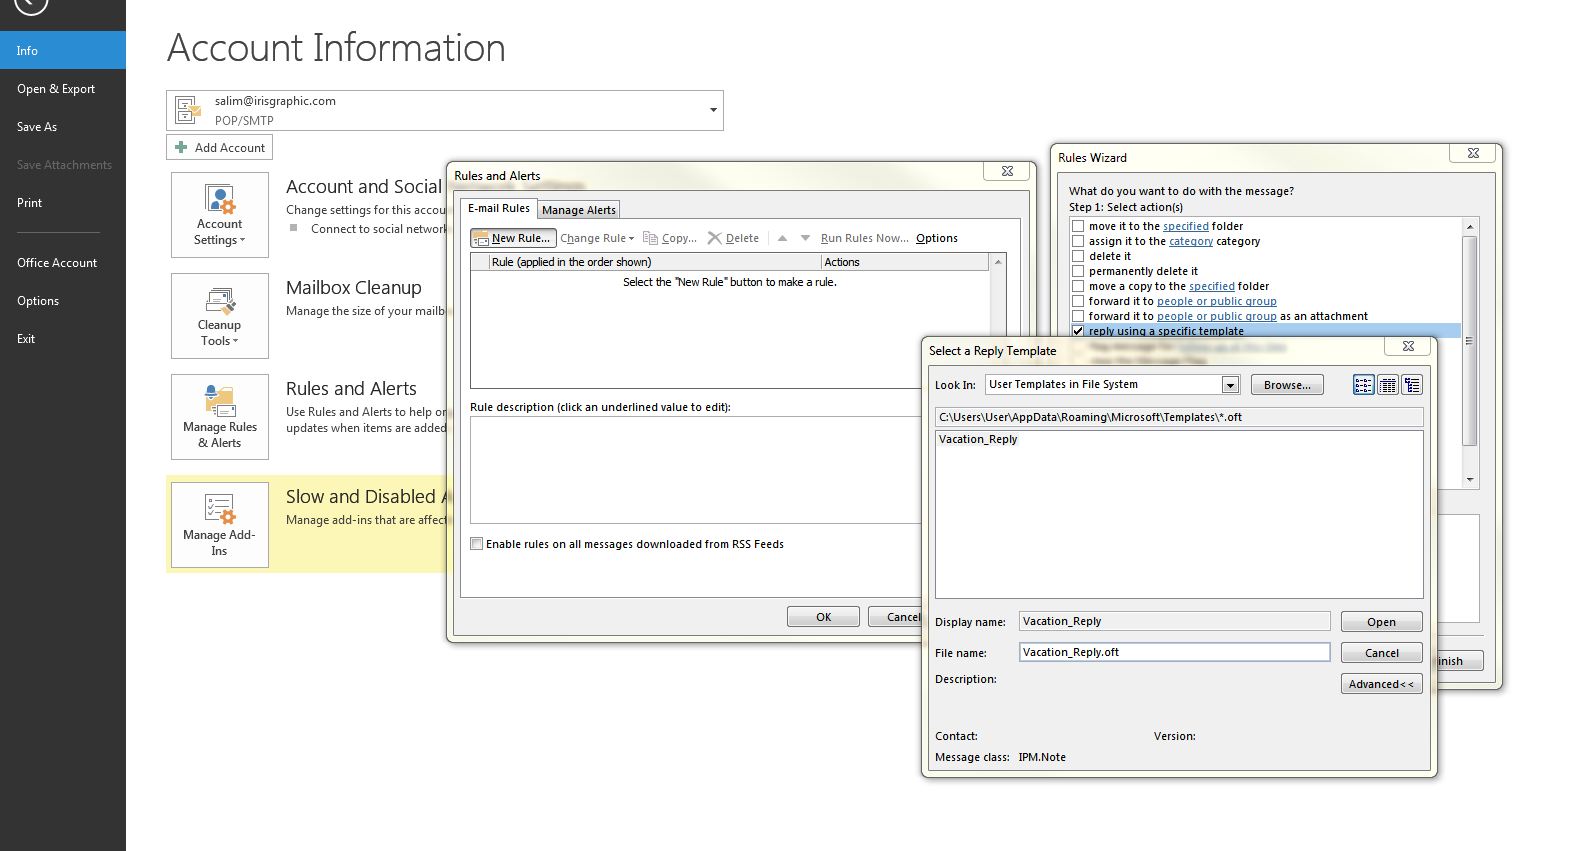 Account Information
Info
Open & Export
Save As
Save Attachments
Print
Office Account
Options
Exit
salim@irisgraphic.com
POP/SMTP
Add Account
Account Settings
Account and Social
Change settings for this accou
Connect to social network
Cleanup Tools
Mailbox Cleanup
Manage the size of your mailb
Manage Rules & Alerts
Rules and Alerts
Use Rules and Alerts to help or
updates when items are added
Manage Add-Ins
Slow and Disabled A
Manage add-ins that are affect
Rules and Alerts
E-mail Rules Manage Alerts
New Rule... Change Rule Copy... Delete Run Rules Now... Options
Rule (applied in the order shown) Actions
Select the "New Rule" button to make a rule.
Rule description (click an underlined value to edit):
Enable rules on all messages downloaded from RSS Feeds
OK Cancel
Rules Wizard
What do you want to do with the message?
Step 1: Select action(s)
move it to the specified folder
assign it to the category category
delete it
permanently delete it
move a copy to the specified folder
forward it to people or public group
forward it to people or public group as an attachment
reply using a specific template
inish
Select a Reply Template
Look In: User Templates in File System Browse...
C:\Users\User\AppData\Roaming\Microsoft\Templates\*.oft
Vacation_Reply
Display name: Vacation_Reply Open
File name: Vacation_Reply.oft Cancel
Description: Advanced<<
Contact: Version:
Message class: IPM.Note